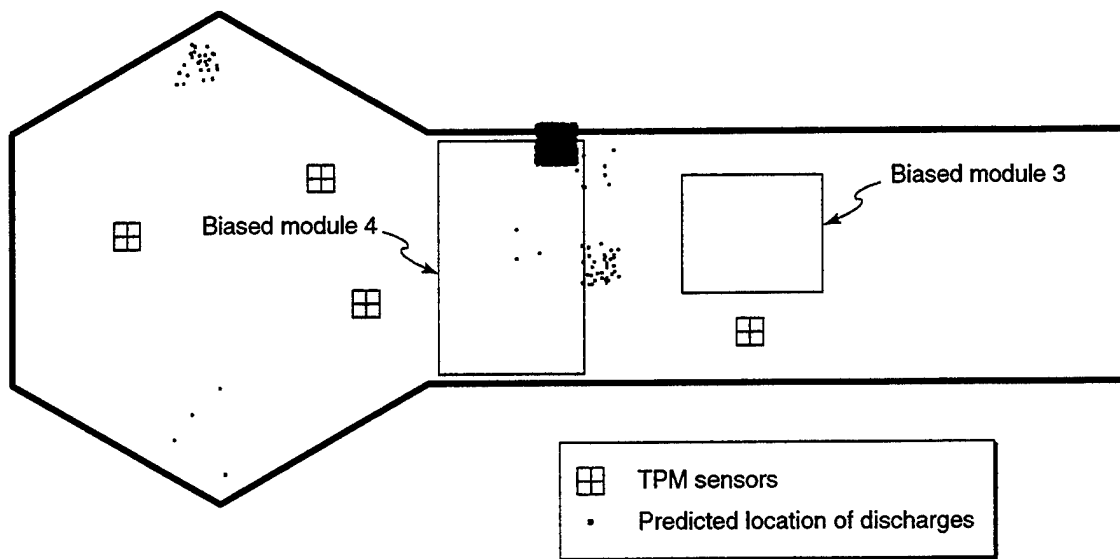 Biased module 3
Biased module 4
TPM sensors
Predicted location of discharges